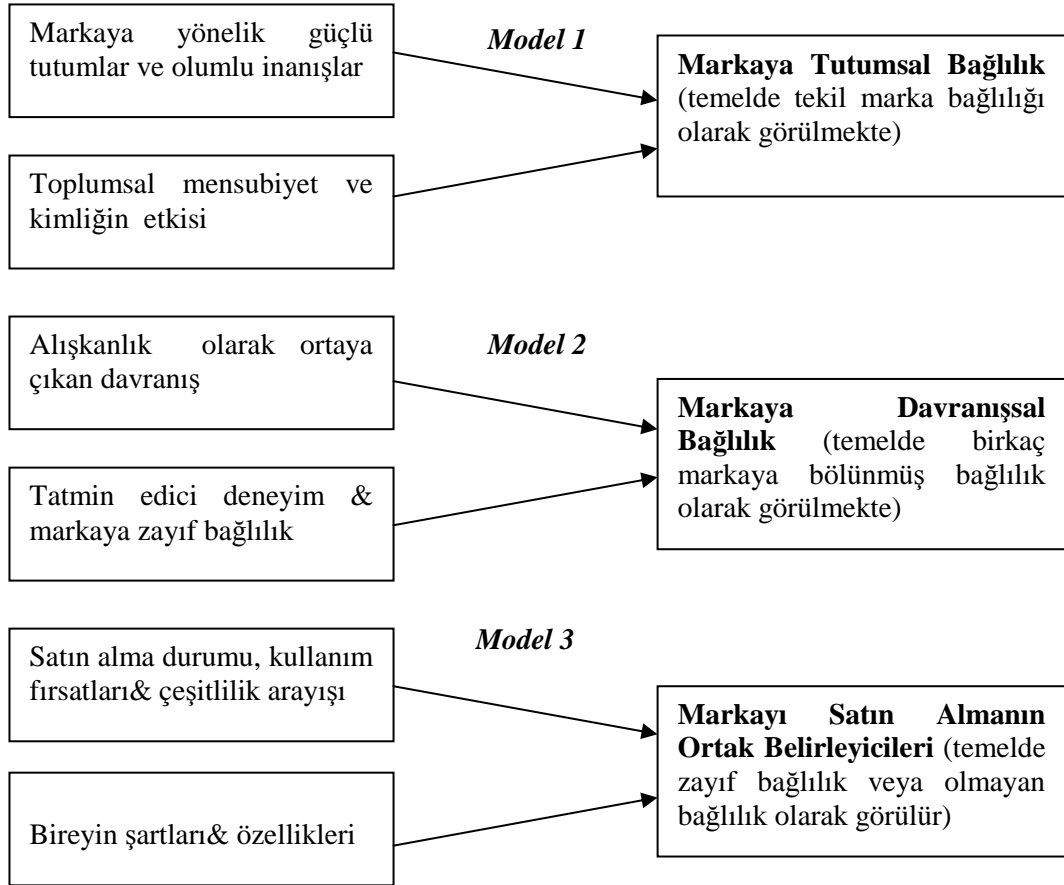 Markaya yönelik güçlü
tutumlar ve olumlu inanışlar
Model 1
Markaya Tutumsal Bağlılık
(temelde tekil marka bağlılığı
olarak görülmekte)
Toplumsal mensubiyet ve
kimliğin etkisi
Alışkanlık olarak ortaya
çıkan davranış
Model 2
Markaya Davranışsal
Bağlılık (temelde birkaç
markaya bölünmüş bağlılık
olarak görülmekte)
Tatmin edici deneyim &
markaya zayıf bağlılık
Satın alma durumu, kullanım
fırsatları& çeşitlilik arayışı
Model 3
Markayı Satın Almanın
Ortak Belirleyicileri (temelde
zayıf bağlılık veya olmayan
bağlılık olarak görülür)
Bireyin şartları& özellikleri